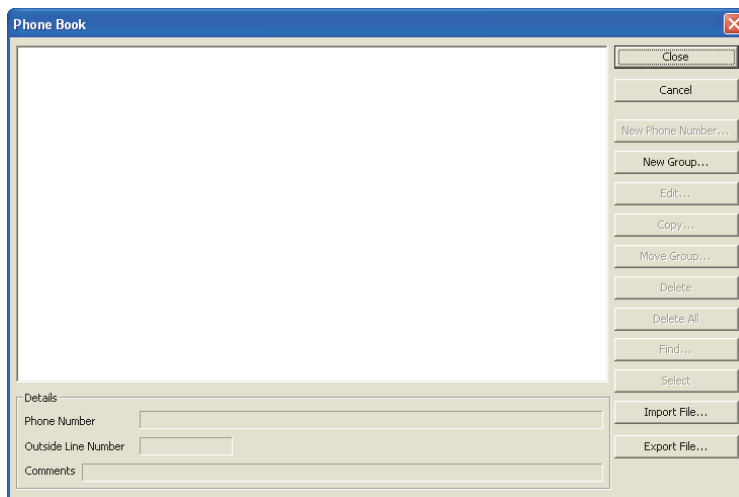 Phone Book
Close
Cancel
New Phone Number...
New Group...
Edit...
Copy...
Move Group...
Delete
Delete All
Find...
Select
Import File...
Export File...
Details
Phone Number
Outside Line Number
Comments